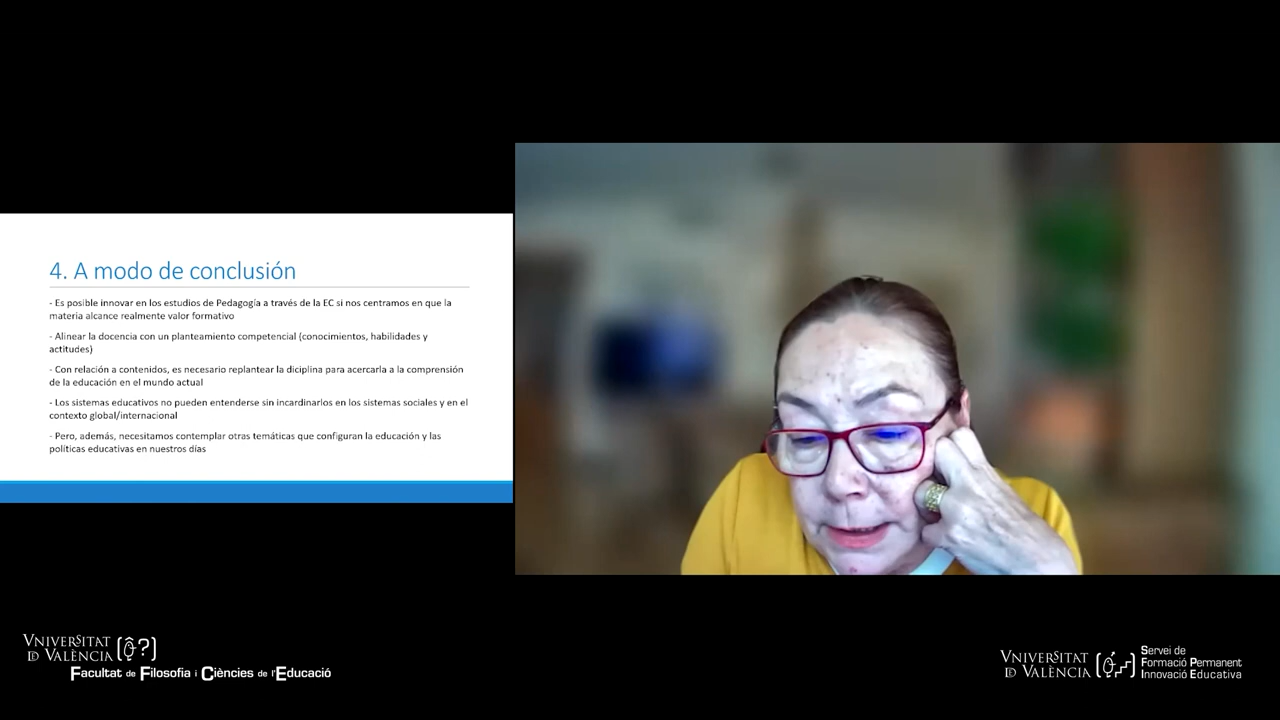 4. A modo de conclusión
- Es posible innovar en los estudios de Pedagogía a través de la EC si nos centramos en que la
materia alcance realmente valor formativo
- Alinear la docencia con un planteamiento competencial (conocimientos, habilidades y
actitudes)
- Con relación a contenidos, es necesario replantear la diciplina para acercarla a la comprensión
de la educación en el mundo actual
- Los sistemas educativos no pueden entenderse sin incardinarlos en los sistemas sociales y en el
contexto global/internacional
- Pero, además, necesitamos contemplar otras temáticas que configuran la educación y las
políticas educativas en nuestros días
VNIVERSITAT
ID VALÈNCIA
Facultat de Filosofia i Ciències de l'Educació
VNIVERSITAT
ID VALÈNCIA
Servei de
Formació Permanent
Innovació Educativa